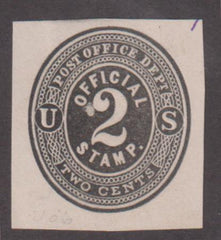 POST OFFICE DEPT
OFFICIAL
U 2 S
STAMP.
TWO CENTS